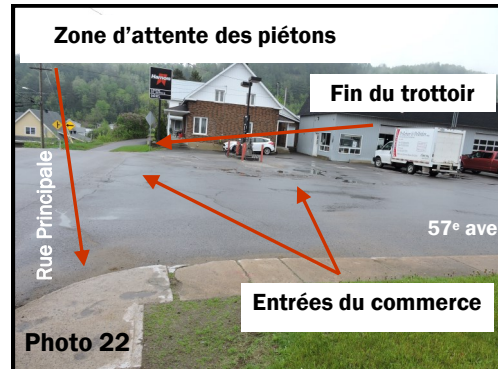 Zone d'attente des piétons
Fin du trottoir
Rue Principale
57e ave
Entrées du commerce
Photo 22